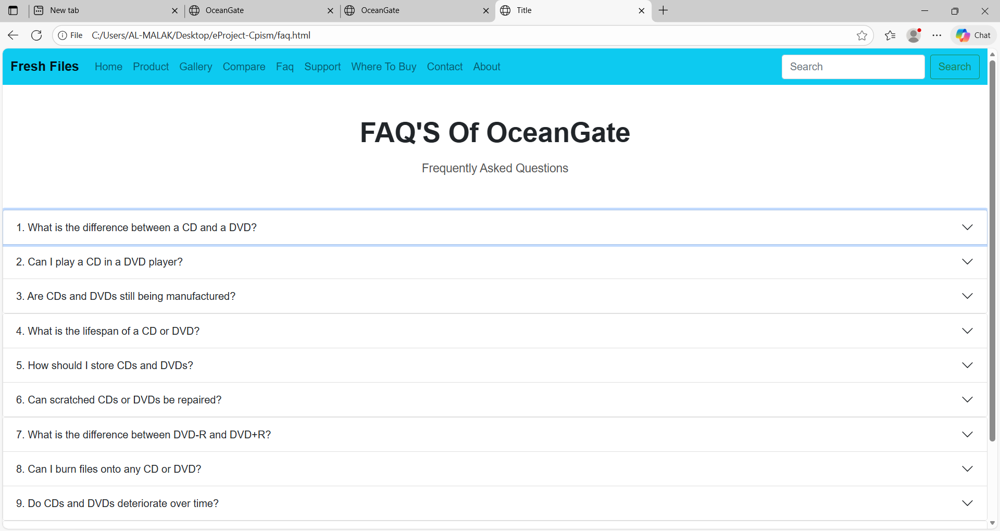 New tab
OceanGate
OceanGate
Title
File C:/Users/AL-MALAK/Desktop/eProject-Cpism/faq.html
Chat
Fresh Files Home Product Gallery Compare Faq Support Where To Buy Contact About Search Search
FAQ'S Of OceanGate
Frequently Asked Questions
1. What is the difference between a CD and a DVD?
2. Can I play a CD in a DVD player?
3. Are CDs and DVDs still being manufactured?
4. What is the lifespan of a CD or DVD?
5. How should I store CDs and DVDs?
6. Can scratched CDs or DVDs be repaired?
7. What is the difference between DVD-R and DVD+R?
8. Can I burn files onto any CD or DVD?
9. Do CDs and DVDs deteriorate over time?